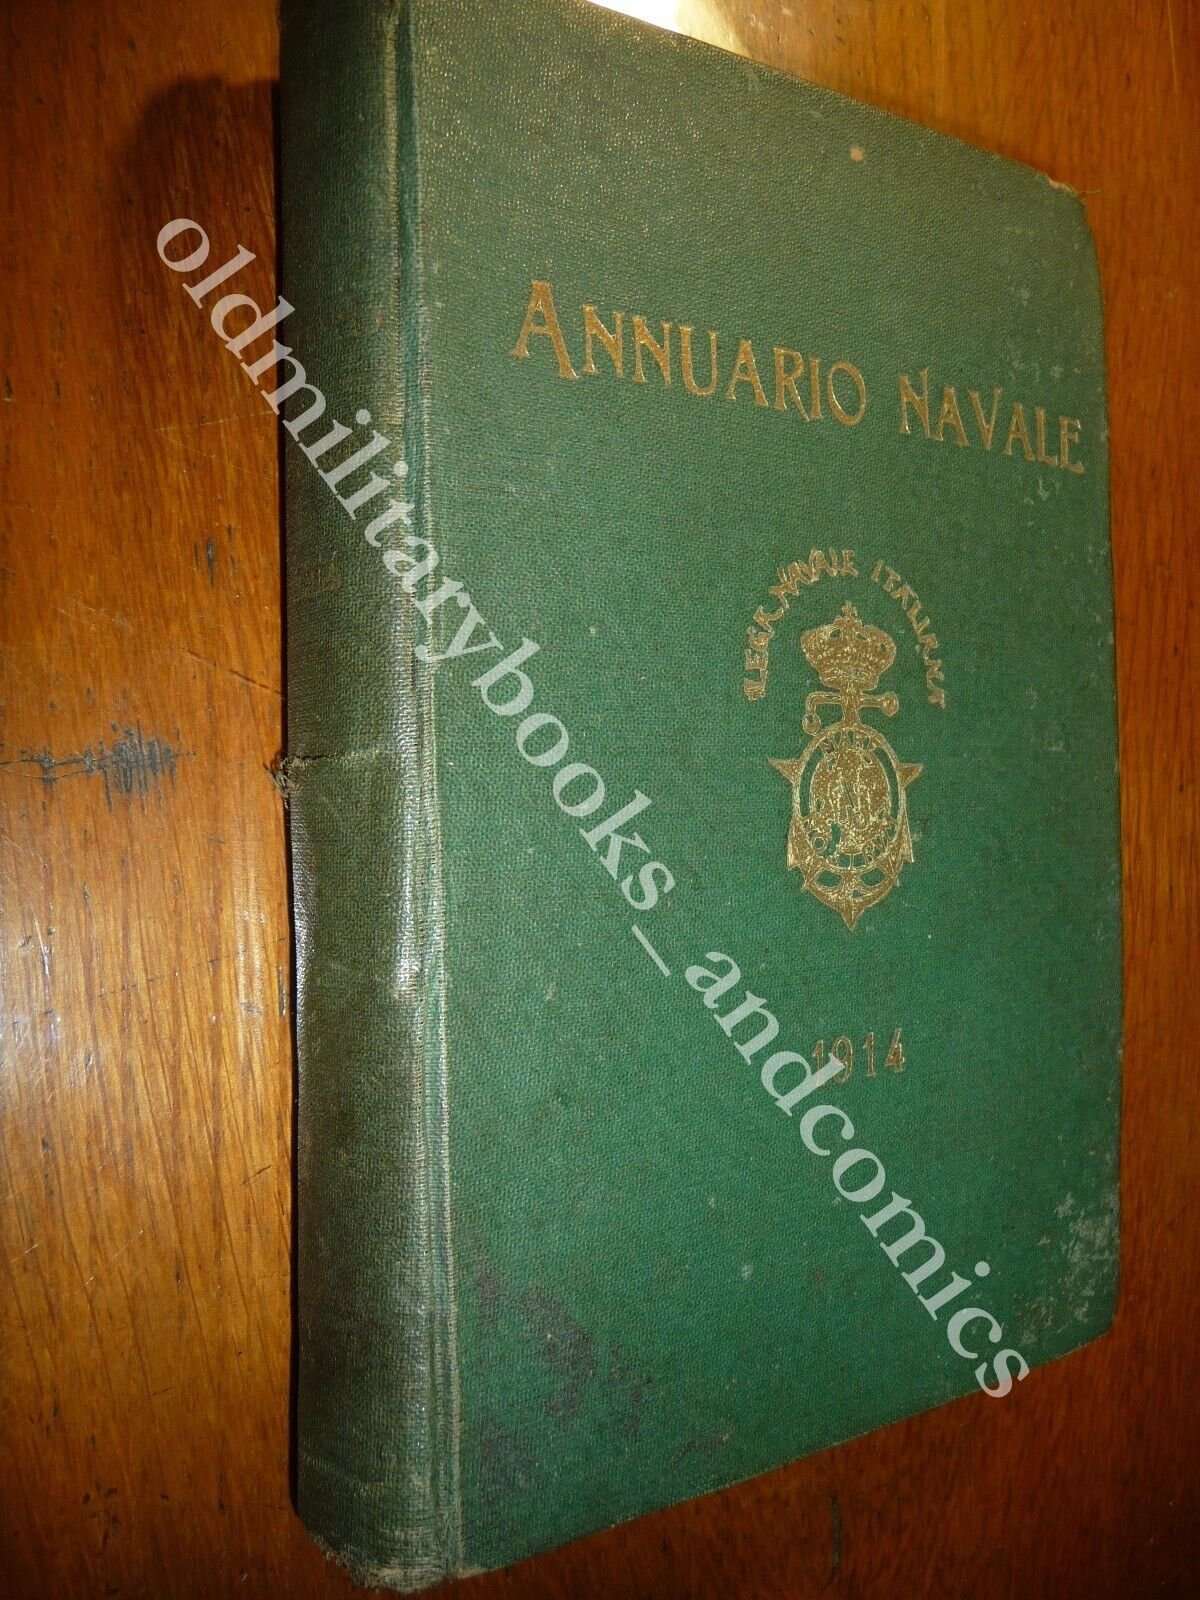 ANNUARIO NAVALE
LEGA NAVALE ITALIANA
1914
oldmilitarybooks_andcomics